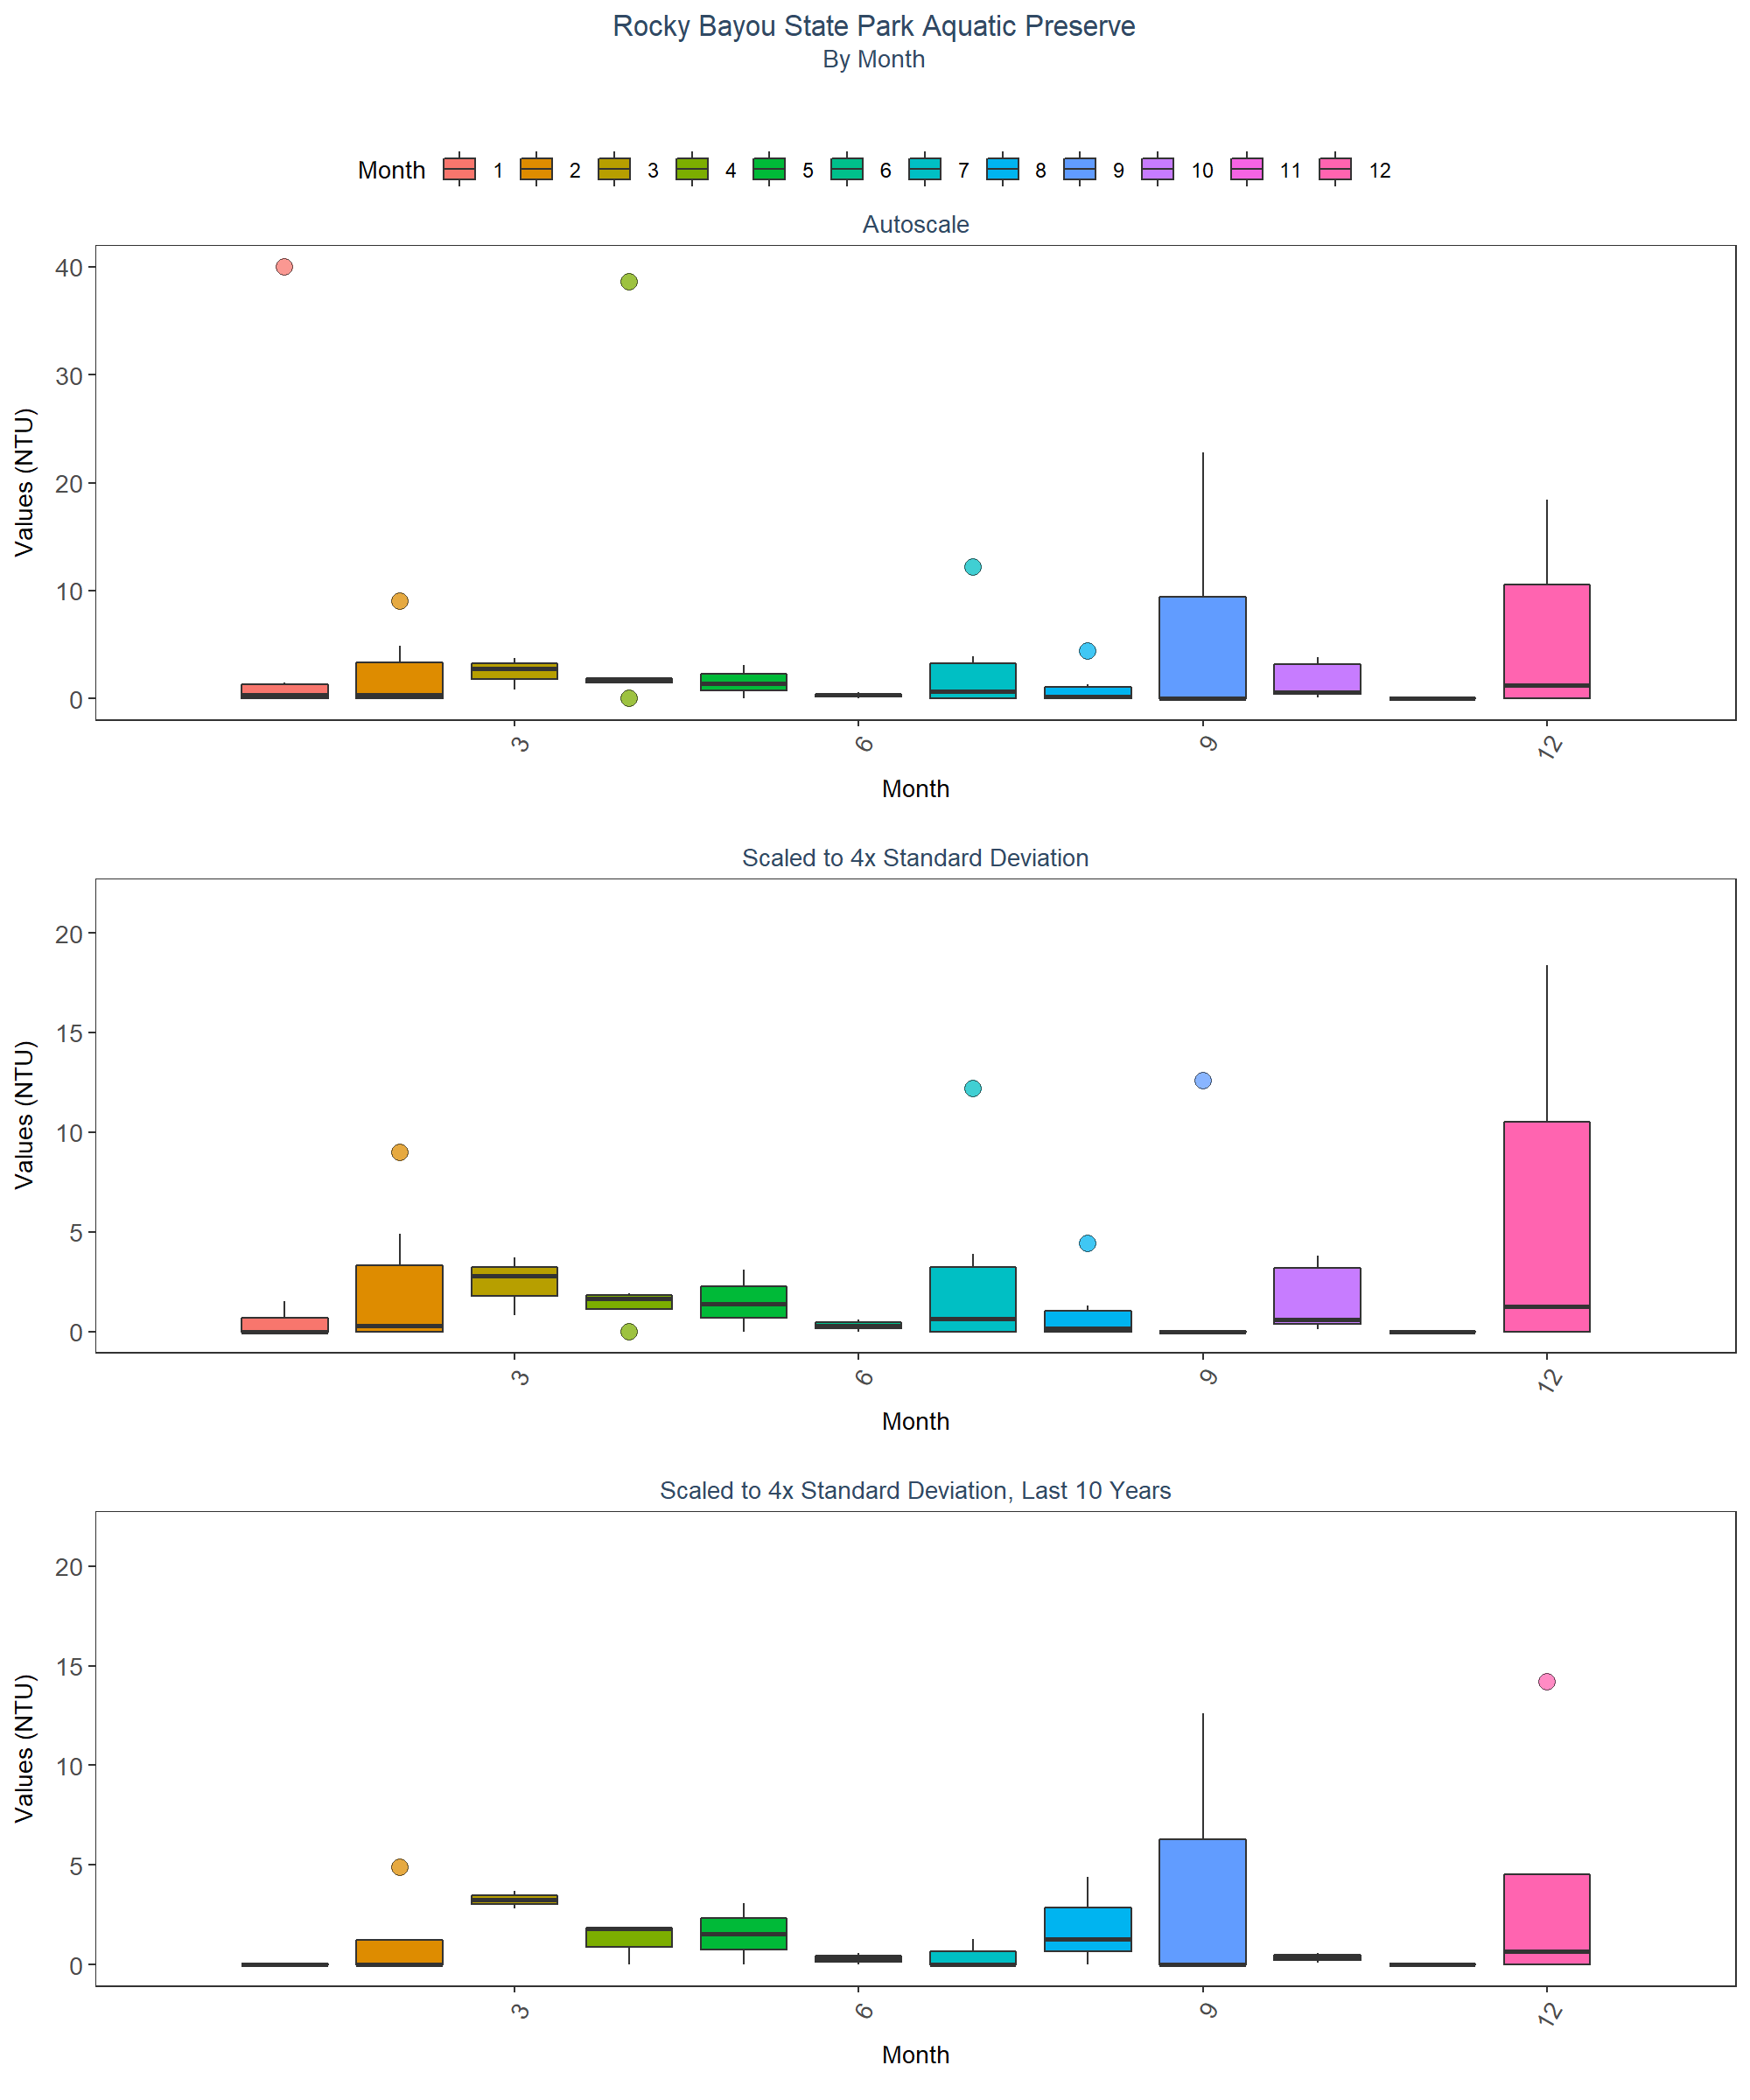 Rocky Bayou State Park Aquatic Preserve
By Month
Month 1 2 3 4 5 6 7 8 9 10 11 12
Autoscale
40
30
20
10
0
Values (NTU)
3 6 9 12
Month
Scaled to 4x Standard Deviation
20
15
10
5
0
Values (NTU)
3 6 9 12
Month
Scaled to 4x Standard Deviation, Last 10 Years
20
15
10
5
0
Values (NTU)
3 6 9 12
Month